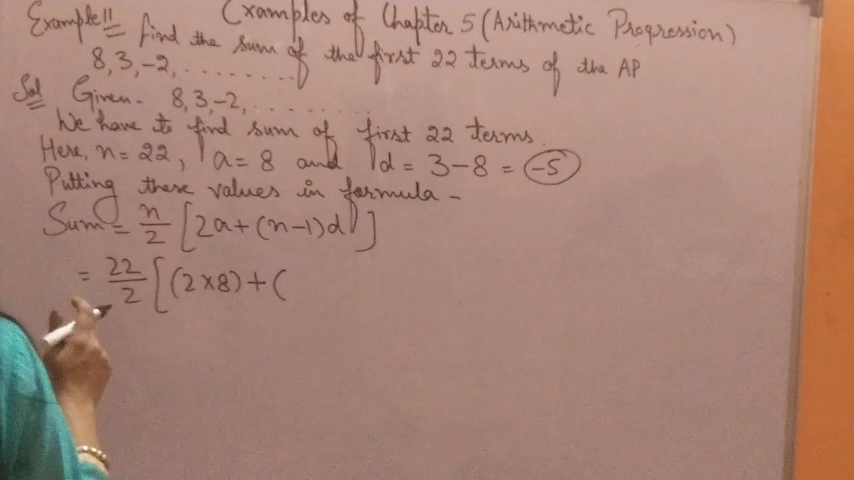 Examples of Chapter 5 (Arithmetic Progression)
Example 11 Find the sum of the first 22 terms of the AP
8, 3, -2, ........
Sol Given - 8, 3, -2, ........
We have to find sum of first 22 terms.
Here, n = 22, a = 8 and d = 3 - 8 = -5
Putting these values in formula -
Sum = n/2 [2a + (n-1)d]
= 22/2 [(2×8) + (